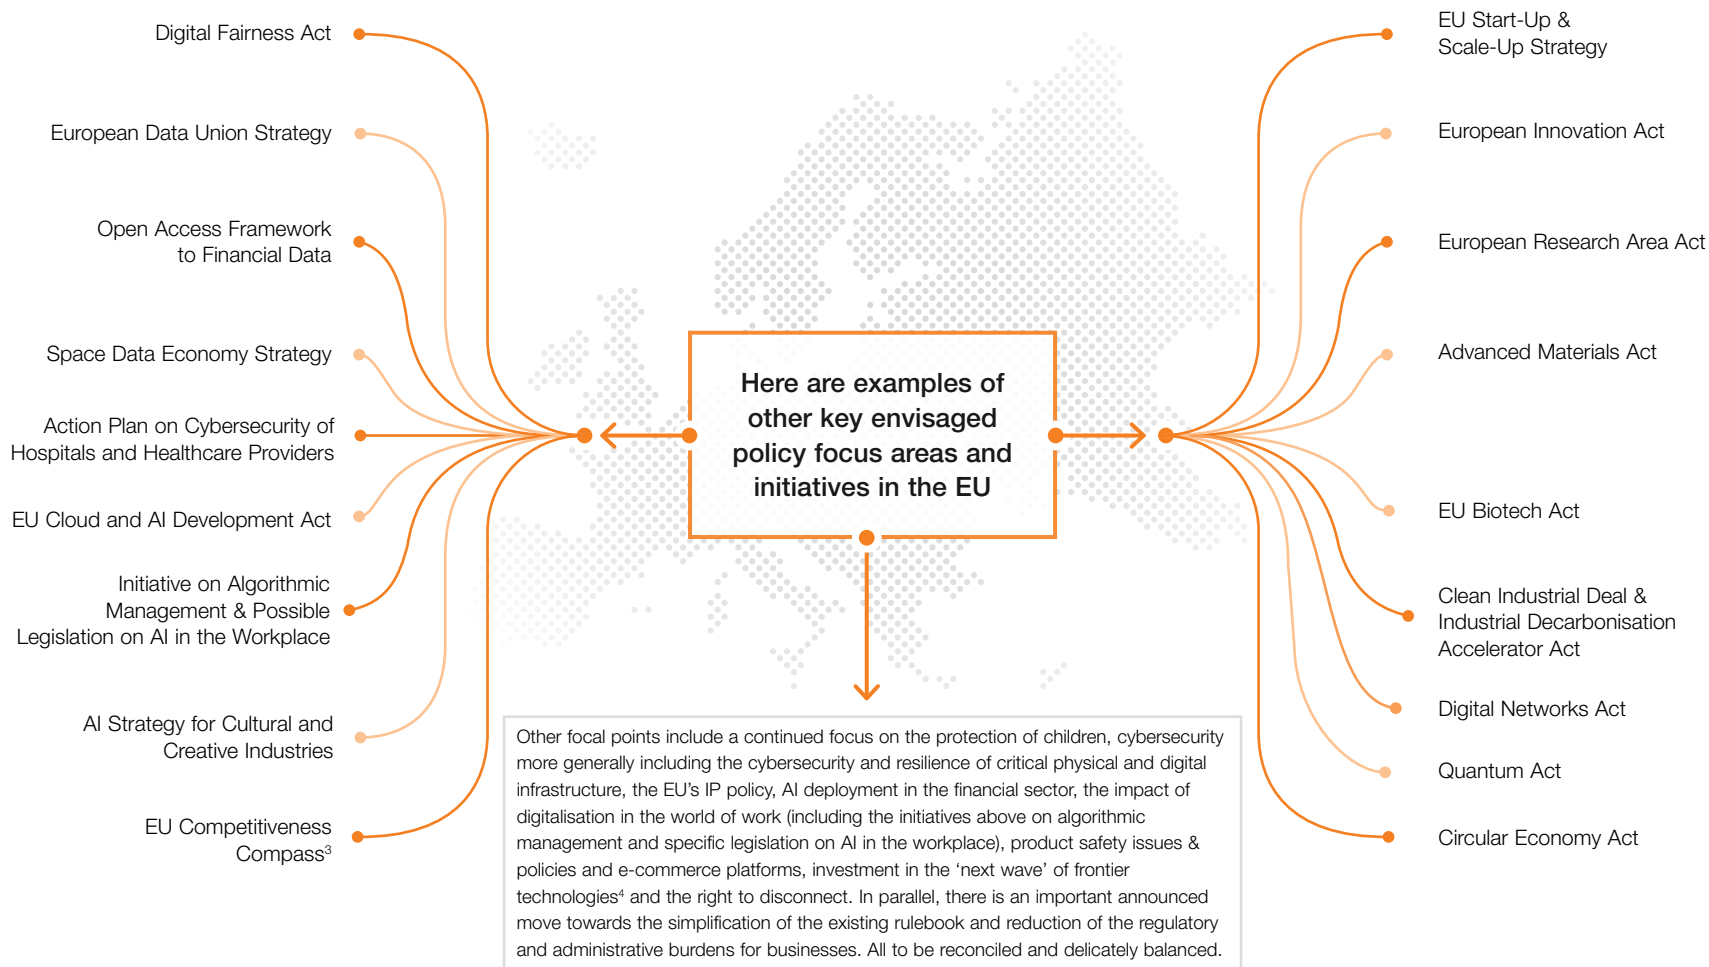 Digital Fairness Act
European Data Union Strategy
Open Access Framework
to Financial Data
Space Data Economy Strategy
Action Plan on Cybersecurity of
Hospitals and Healthcare Providers
EU Cloud and AI Development Act
Initiative on Algorithmic
Management & Possible
Legislation on AI in the Workplace
AI Strategy for Cultural and
Creative Industries
EU Competitiveness
Compass³
Here are examples of
other key envisaged
policy focus areas and
initiatives in the EU
EU Start-Up &
Scale-Up Strategy
European Innovation Act
European Research Area Act
Advanced Materials Act
EU Biotech Act
Clean Industrial Deal &
Industrial Decarbonisation
Accelerator Act
Digital Networks Act
Quantum Act
Circular Economy Act
Other focal points include a continued focus on the protection of children, cybersecurity
more generally including the cybersecurity and resilience of critical physical and digital
infrastructure, the EU’s IP policy, AI deployment in the financial sector, the impact of
digitalisation in the world of work (including the initiatives above on algorithmic
management and specific legislation on AI in the workplace), product safety issues &
policies and e-commerce platforms, investment in the ‘next wave’ of frontier
technologies⁴ and the right to disconnect. In parallel, there is an important announced
move towards the simplification of the existing rulebook and reduction of the regulatory
and administrative burdens for businesses. All to be reconciled and delicately balanced.